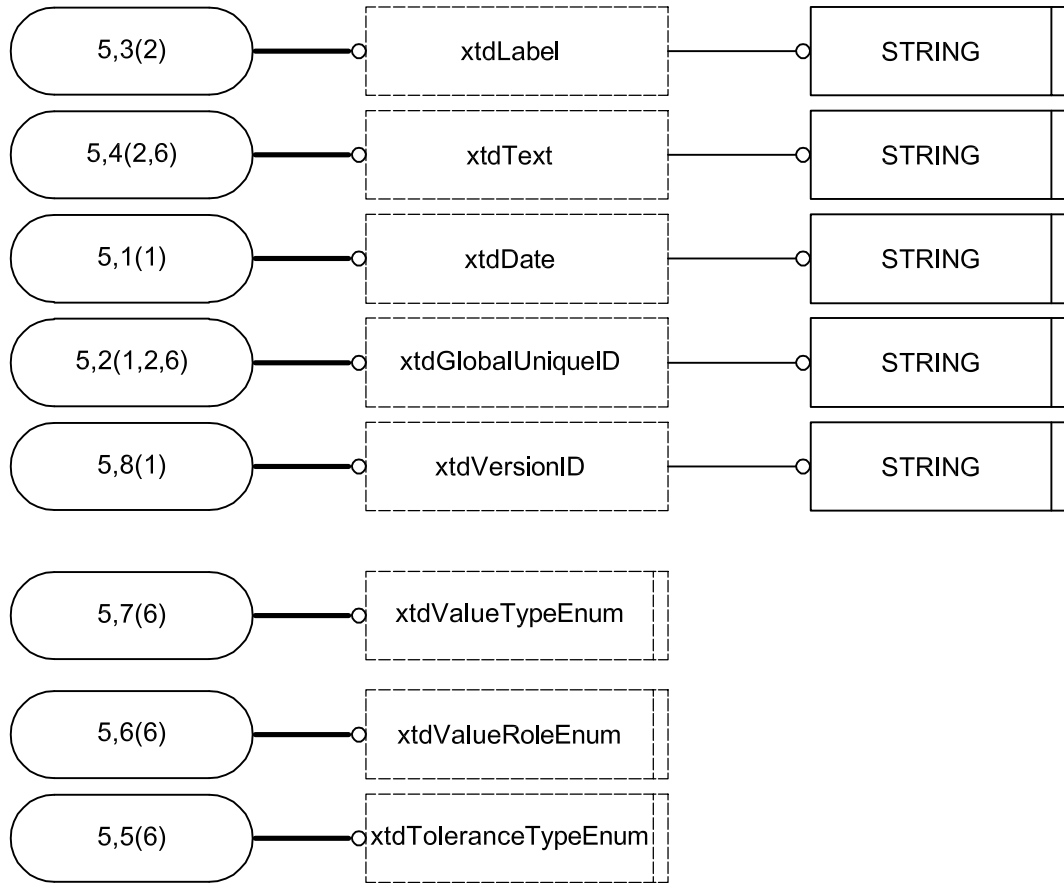 5,3(2) xtdLabel STRING
5,4(2,6) xtdText STRING
5,1(1) xtdDate STRING
5,2(1,2,6) xtdGlobalUniqueID STRING
5,8(1) xtdVersionID STRING
5,7(6) xtdValueTypeEnum
5,6(6) xtdValueRoleEnum
5,5(6) xtdToleranceTypeEnum